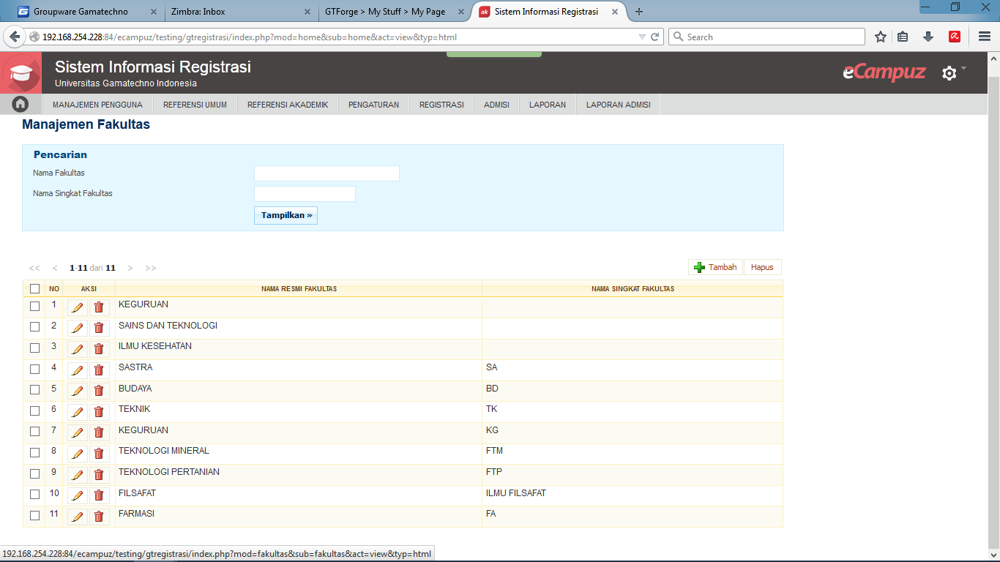 Groupware Gamatechno
Zimbra: Inbox
GTForge > My Stuff > My Page
ak Sistem Informasi Registrasi
192.168.254.228:84/ecampuz/testing/gtregistrasi/index.php?mod=home&sub=home&act=view&typ=html
Search
Sistem Informasi Registrasi
Universitas Gamatechno Indonesia
eCampuz
MANAJEMEN PENGGUNA REFERENSI UMUM REFERENSI AKADEMIK PENGATURAN REGISTRASI ADMISI LAPORAN LAPORAN ADMISI
Manajemen Fakultas
Pencarian
Nama Fakultas
Nama Singkat Fakultas
Tampilkan »
<< < 1-11 dari 11 > >>
Tambah Hapus
NO AKSI NAMA RESMI FAKULTAS NAMA SINGKAT FAKULTAS
1 KEGURUAN
2 SAINS DAN TEKNOLOGI
3 ILMU KESEHATAN
4 SASTRA SA
5 BUDAYA BD
6 TEKNIK TK
7 KEGURUAN KG
8 TEKNOLOGI MINERAL FTM
9 TEKNOLOGI PERTANIAN FTP
10 FILSAFAT ILMU FILSAFAT
11 FARMASI FA
192.168.254.228:84/ecampuz/testing/gtregistrasi/index.php?mod=fakultas&sub=fakultas&act=view&typ=html